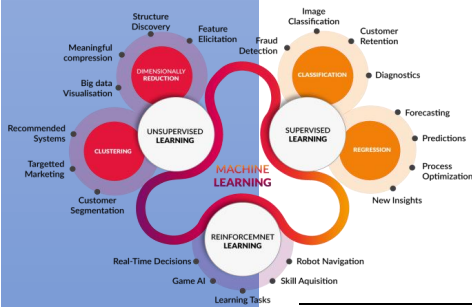 Structure
Discovery
Feature
Elicitation
Meaningful
compression
Big data
Visualisation
DIMENSIONALLY
REDUCTION
Recommended
Systems
Targetted
Marketing
Customer
Segmentation
CLUSTERING
UNSUPERVISED
LEARNING
Image
Classification
Fraud
Detection
Customer
Retention
Diagnostics
CLASSIFICATION
Forecasting
Predictions
Process
Optimization
New Insights
REGRESSION
SUPERVISED
LEARNING
MACHINE
LEARNING
REINFORCEMNET
LEARNING
Real-Time Decisions
Game AI
Learning Tasks
Skill Aquisition
Robot Navigation